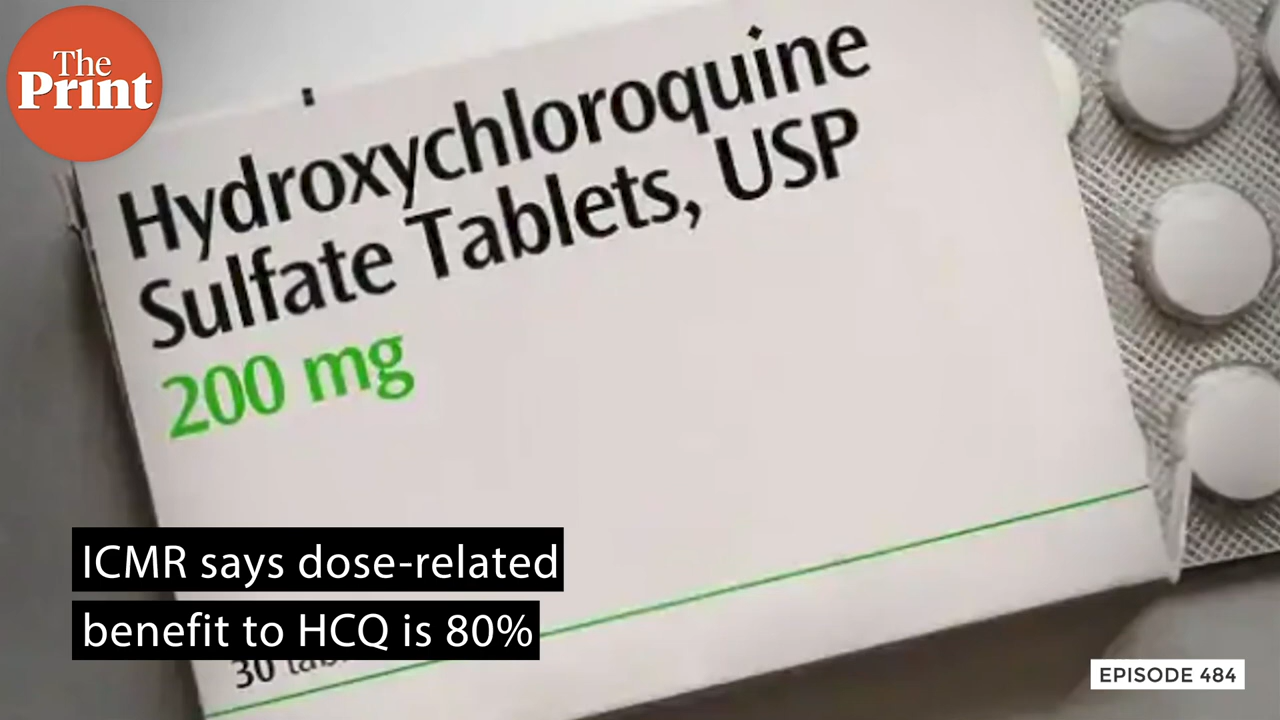 The
Print
Hydroxychloroquine
Sulfate Tablets, USP
200 mg
ICMR says dose-related
benefit to HCQ is 80%
30
EPISODE 484